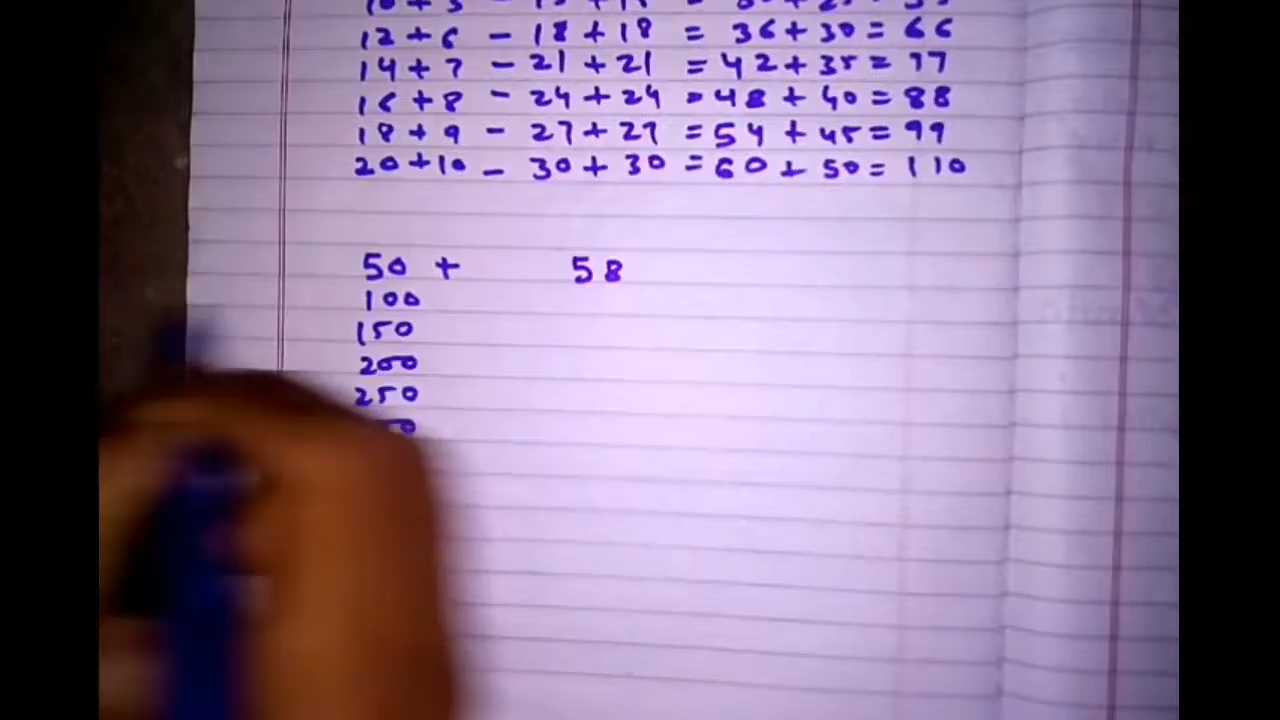 12 + 6 - 18 + 18 = 36 + 30 = 66
14 + 7 - 21 + 21 = 42 + 35 = 77
16 + 8 - 24 + 24 = 48 + 40 = 88
18 + 9 - 27 + 27 = 54 + 45 = 99
20 + 10 - 30 + 30 = 60 + 50 = 110
50 + 58
100
150
200
250